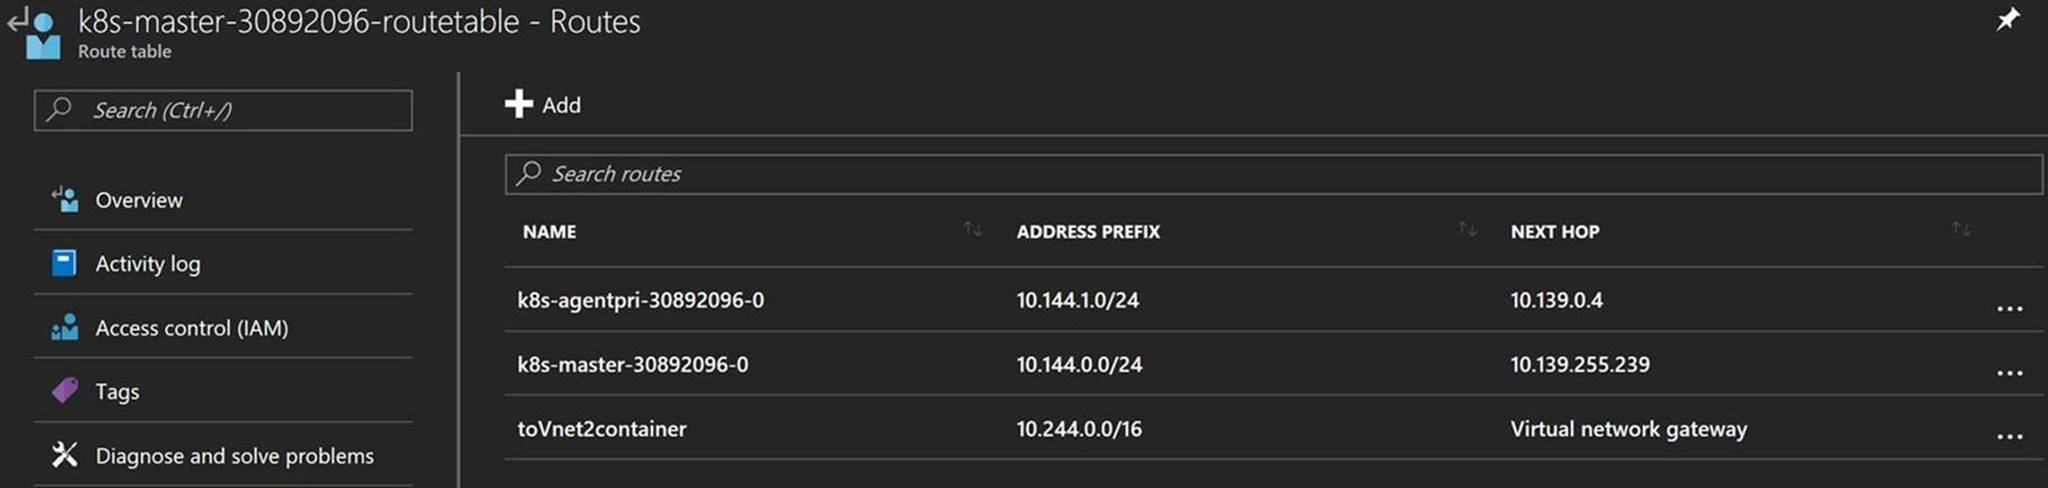 k8s-master-30892096-routetable - Routes
Route table
Search (Ctrl+/)
Overview
Activity log
Access control (IAM)
Tags
Diagnose and solve problems
Add
Search routes
NAME ADDRESS PREFIX NEXT HOP
k8s-agentpri-30892096-0 10.144.1.0/24 10.139.0.4 ...
k8s-master-30892096-0 10.144.0.0/24 10.139.255.239 ...
toVnet2container 10.244.0.0/16 Virtual network gateway ...